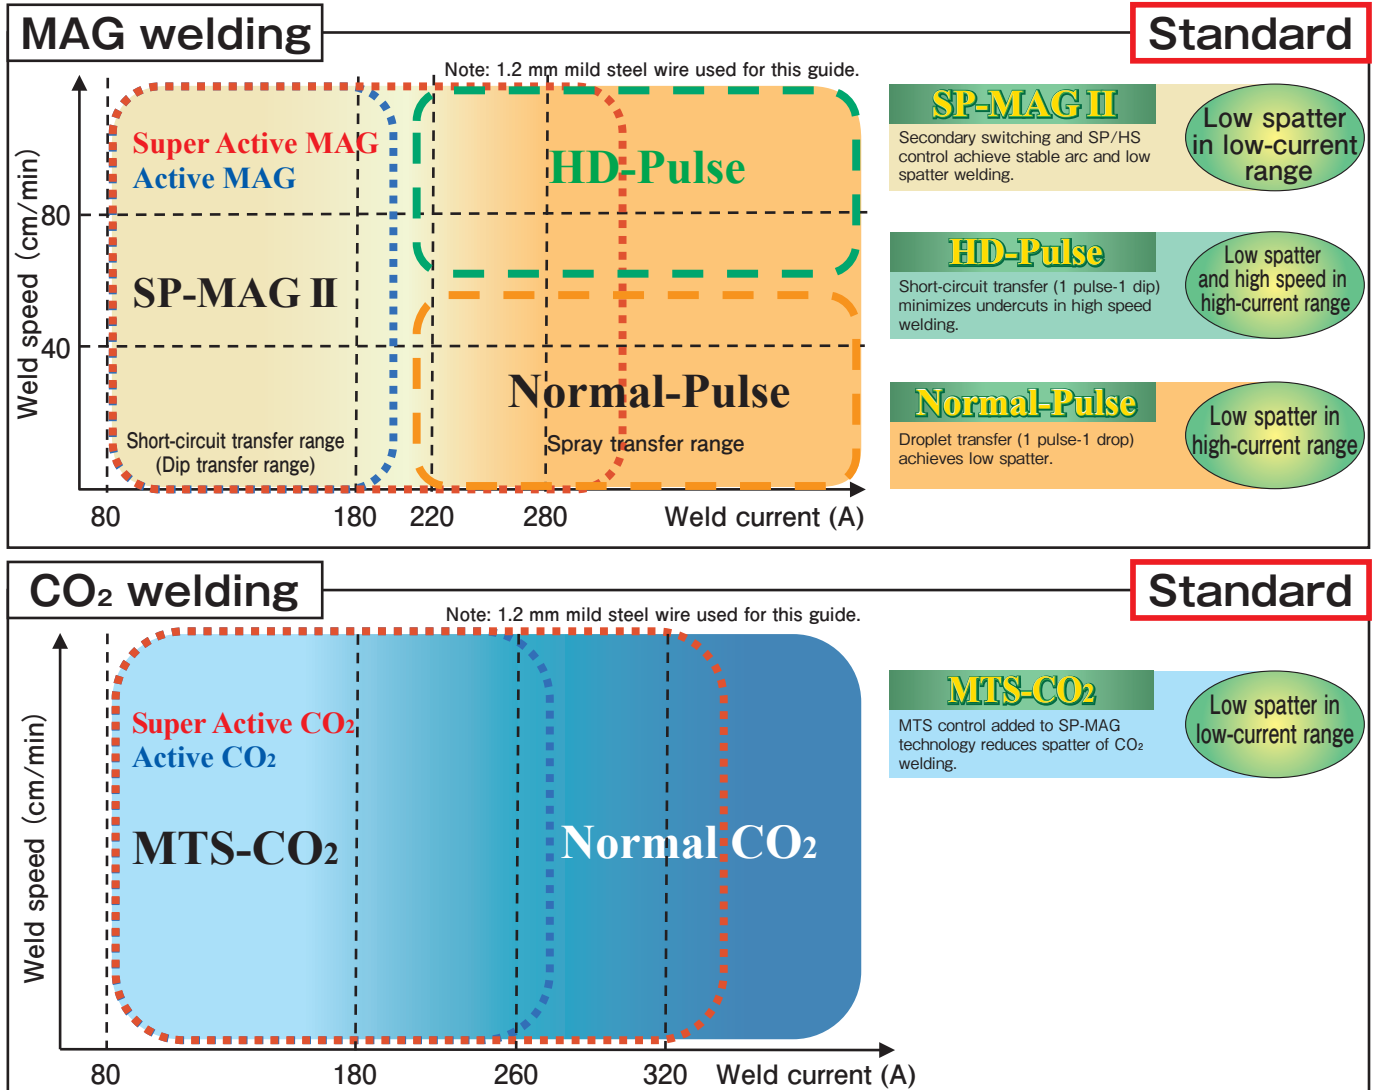 MAG welding
Standard
Note: 1.2 mm mild steel wire used for this guide.
Weld speed (cm/min)
80
40
Super Active MAG
Active MAG
HD-Pulse
SP-MAG II
Normal-Pulse
Short-circuit transfer range
(Dip transfer range)
Spray transfer range
80
180
220
280
Weld current (A)
SP-MAG II
Secondary switching and SP/HS
control achieve stable arc and low
spatter welding.
Low spatter
in low-current
range
HD-Pulse
Short-circuit transfer (1 pulse-1 dip)
minimizes undercuts in high speed
welding.
Low spatter
and high speed in
high-current range
Normal-Pulse
Droplet transfer (1 pulse-1 drop)
achieves low spatter.
Low spatter in
high-current range
CO₂ welding
Standard
Note: 1.2 mm mild steel wire used for this guide.
Weld speed (cm/min)
Super Active CO₂
Active CO₂
MTS-CO₂
Normal CO₂
80
180
260
320
Weld current (A)
MTS-CO₂
MTS control added to SP-MAG
technology reduces spatter of CO₂
welding.
Low spatter in
low-current range